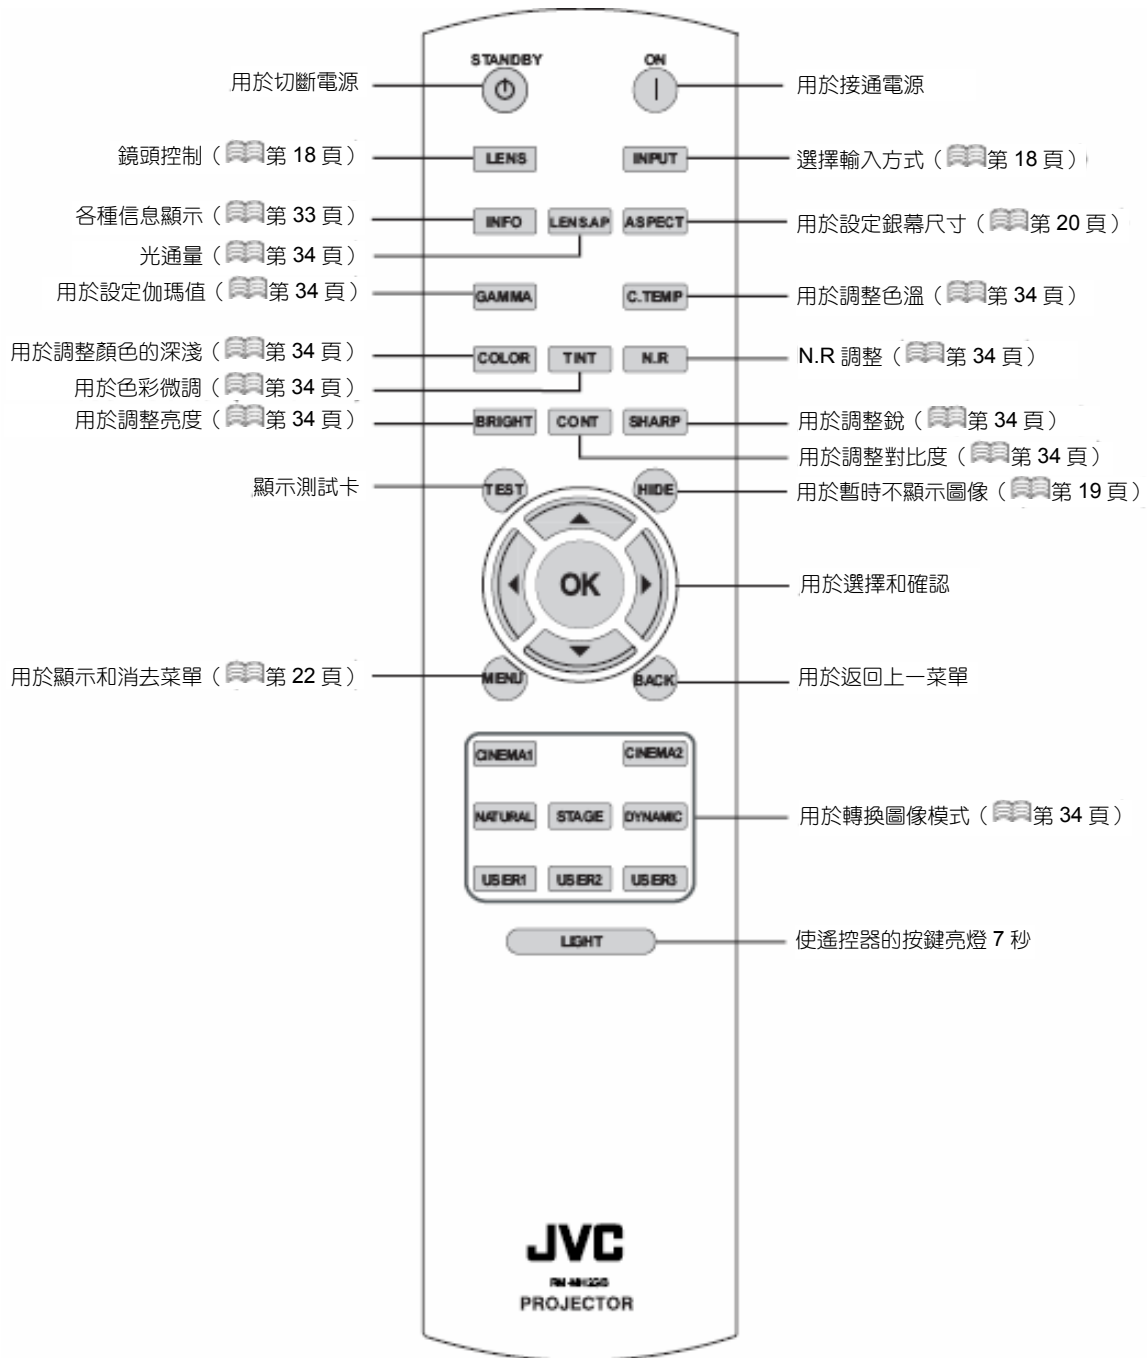 STANDBY
ON
用於切斷電源
用於接通電源
鏡頭控制（第 18 頁）
LENS
INPUT
選擇輸入方式（第 18 頁）
各種信息顯示（第 33 頁）
INFO
LENS.AP
ASPECT
用於設定銀幕尺寸（第 20 頁）
光通量（第 34 頁）
用於設定伽瑪值（第 34 頁）
GAMMA
C.TEMP
用於調整色溫（第 34 頁）
用於調整顏色的深淺（第 34 頁）
COLOR
TINT
N.R
N.R 調整（第 34 頁）
用於色彩微調（第 34 頁）
用於調整亮度（第 34 頁）
BRIGHT
CONT
SHARP
用於調整銳（第 34 頁）
用於調整對比度（第 34 頁）
顯示測試卡
TEST
HIDE
用於暫時不顯示圖像（第 19 頁）
OK
用於選擇和確認
用於顯示和消去菜單（第 22 頁）
MENU
BACK
用於返回上一菜單
CINEMA1
CINEMA2
NATURAL
STAGE
DYNAMIC
用於轉換圖像模式（第 34 頁）
USER1
USER2
USER3
LIGHT
使遙控器的按鍵亮燈 7 秒
JVC
PROJECTOR